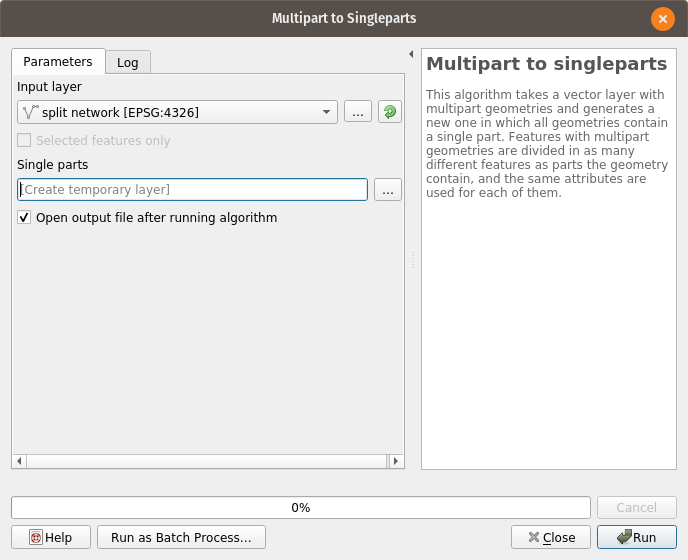 Multipart to Singleparts
Parameters
Log
Input layer
split network [EPSG:4326]
...
Selected features only
Single parts
[Create temporary layer]
...
Open output file after running algorithm
Multipart to singleparts
This algorithm takes a vector layer with
multipart geometries and generates a
new one in which all geometries contain
a single part. Features with multipart
geometries are divided in as many
different features as parts the geometry
contain, and the same attributes are
used for each of them.
0%
Cancel
Help
Run as Batch Process...
Close
Run